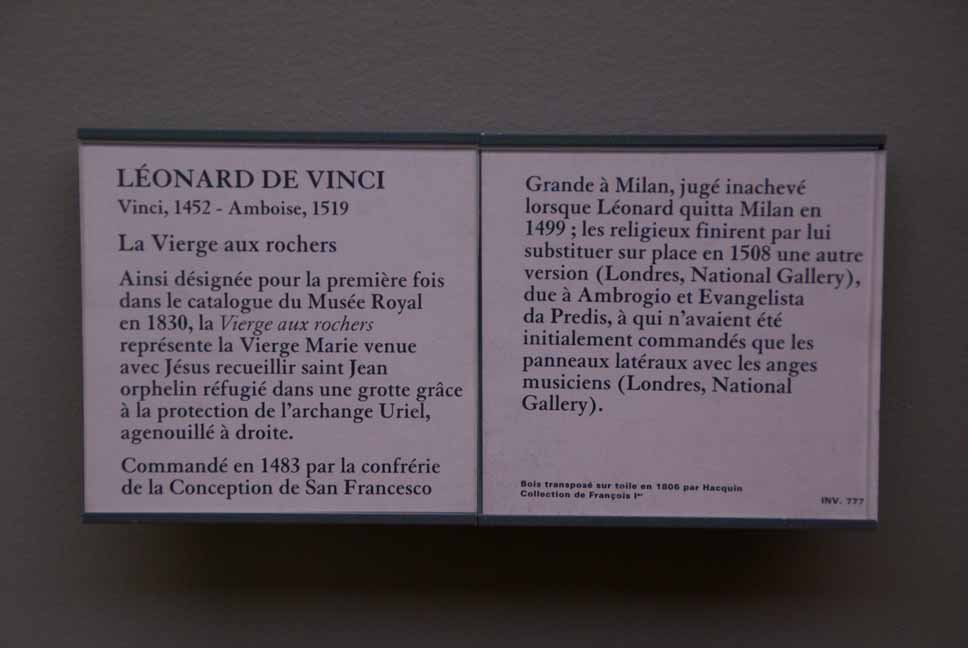 LÉONARD DE VINCI
Vinci, 1452 - Amboise, 1519
La Vierge aux rochers
Ainsi désignée pour la première fois
dans le catalogue du Musée Royal
en 1830, la Vierge aux rochers
représente la Vierge Marie venue
avec Jésus recueillir saint Jean
orphelin réfugié dans une grotte grâce
à la protection de l'archange Uriel,
agenouillé à droite.
Commandé en 1483 par la confrérie
de la Conception de San Francesco
Grande à Milan, jugé inachevé
lorsque Léonard quitta Milan en
1499 ; les religieux finirent par lui
substituer sur place en 1508 une autre
version (Londres, National Gallery),
due à Ambrogio et Evangelista
da Predis, à qui n'avaient été
initialement commandés que les
panneaux latéraux avec les anges
musiciens (Londres, National
Gallery).
Bois transposé sur toile en 1806 par Hacquin
Collection de François Ier
INV. 777